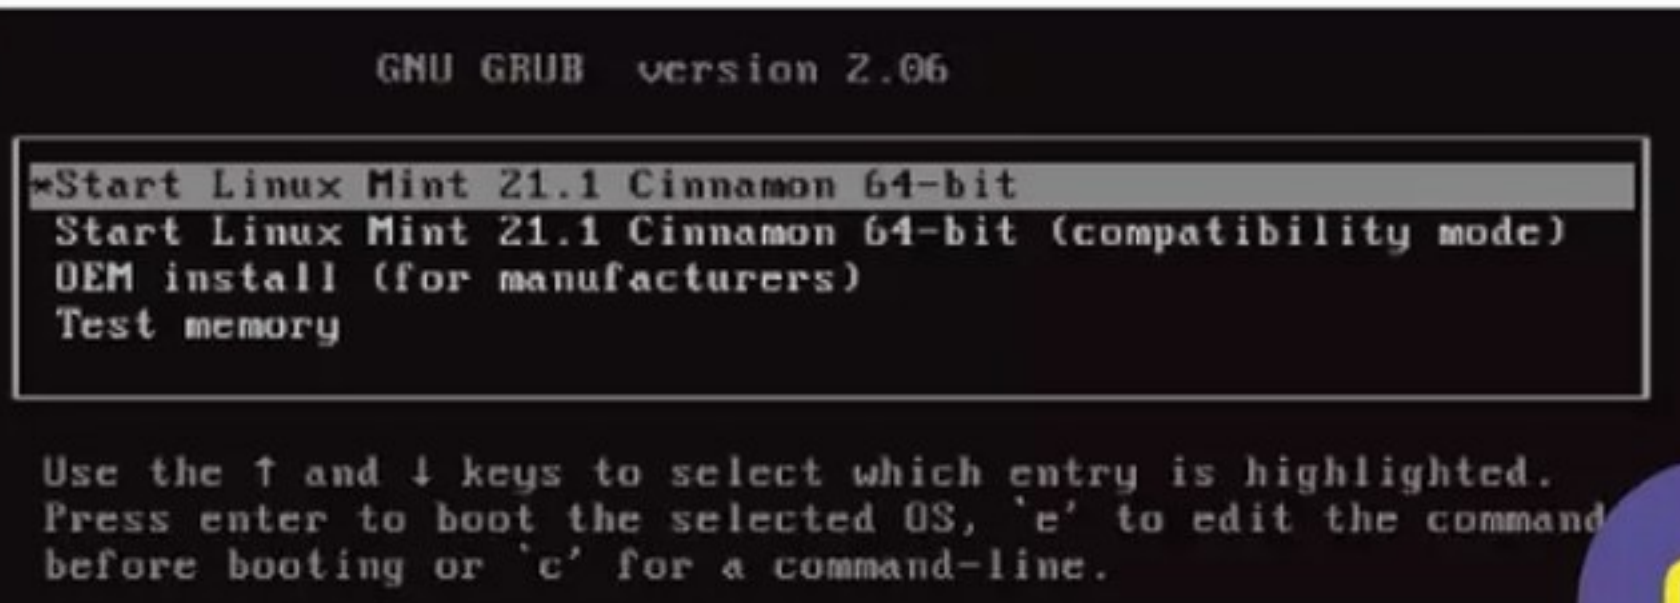 GNU GRUB version 2.06
*Start Linux Mint 21.1 Cinnamon 64-bit
Start Linux Mint 21.1 Cinnamon 64-bit (compatibility mode)
OEM install (for manufacturers)
Test memory
Use the ↑ and ↓ keys to select which entry is highlighted.
Press enter to boot the selected OS, `e' to edit the command
before booting or `c' for a command-line.